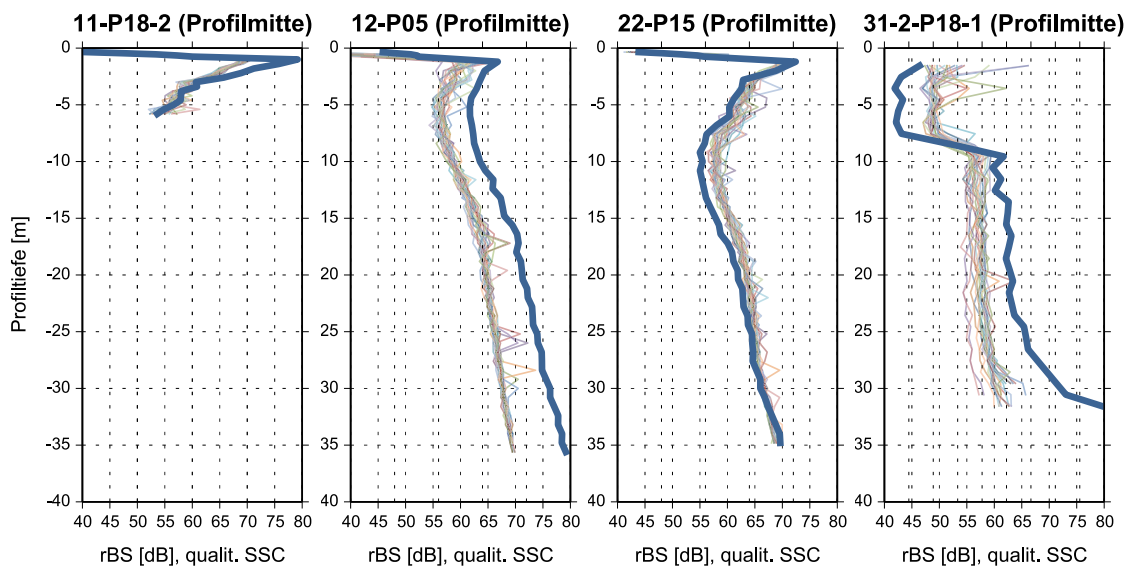 11-P18-2 (Profilmitte) 12-P05 (Profilmitte) 22-P15 (Profilmitte) 31-2-P18-1 (Profilmitte)
Profiltiefe [m]
0 0 0 0
-5 5 5 5
-10 10 10 10
-15 15 15 15
-20 20 20 20
-25 25 25 25
-30 30 30 30
-35 35 35 35
-40 40 40 40
40 45 50 55 60 65 70 75 80 40 45 50 55 60 65 70 75 80 40 45 50 55 60 65 70 75 80 40 45 50 55 60 65 70 75 80
rBS [dB], qualit. SSC rBS [dB], qualit. SSC rBS [dB], qualit. SSC rBS [dB], qualit. SSC